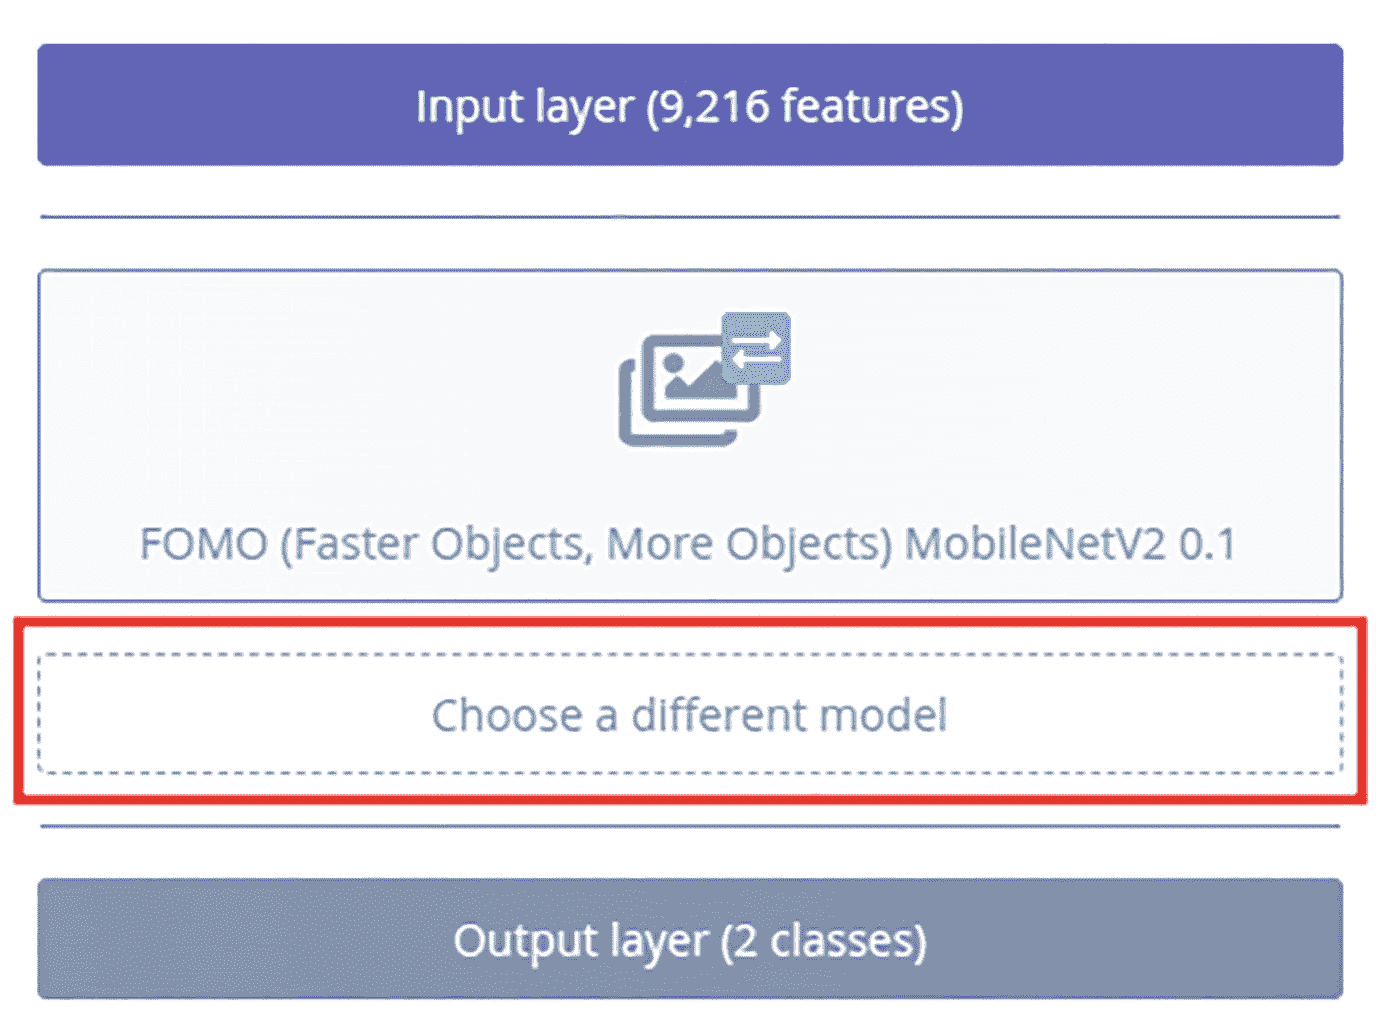 Input layer (9,216 features)
FOMO (Faster Objects, More Objects) MobileNetV2 0.1
Choose a different model
Output layer (2 classes)